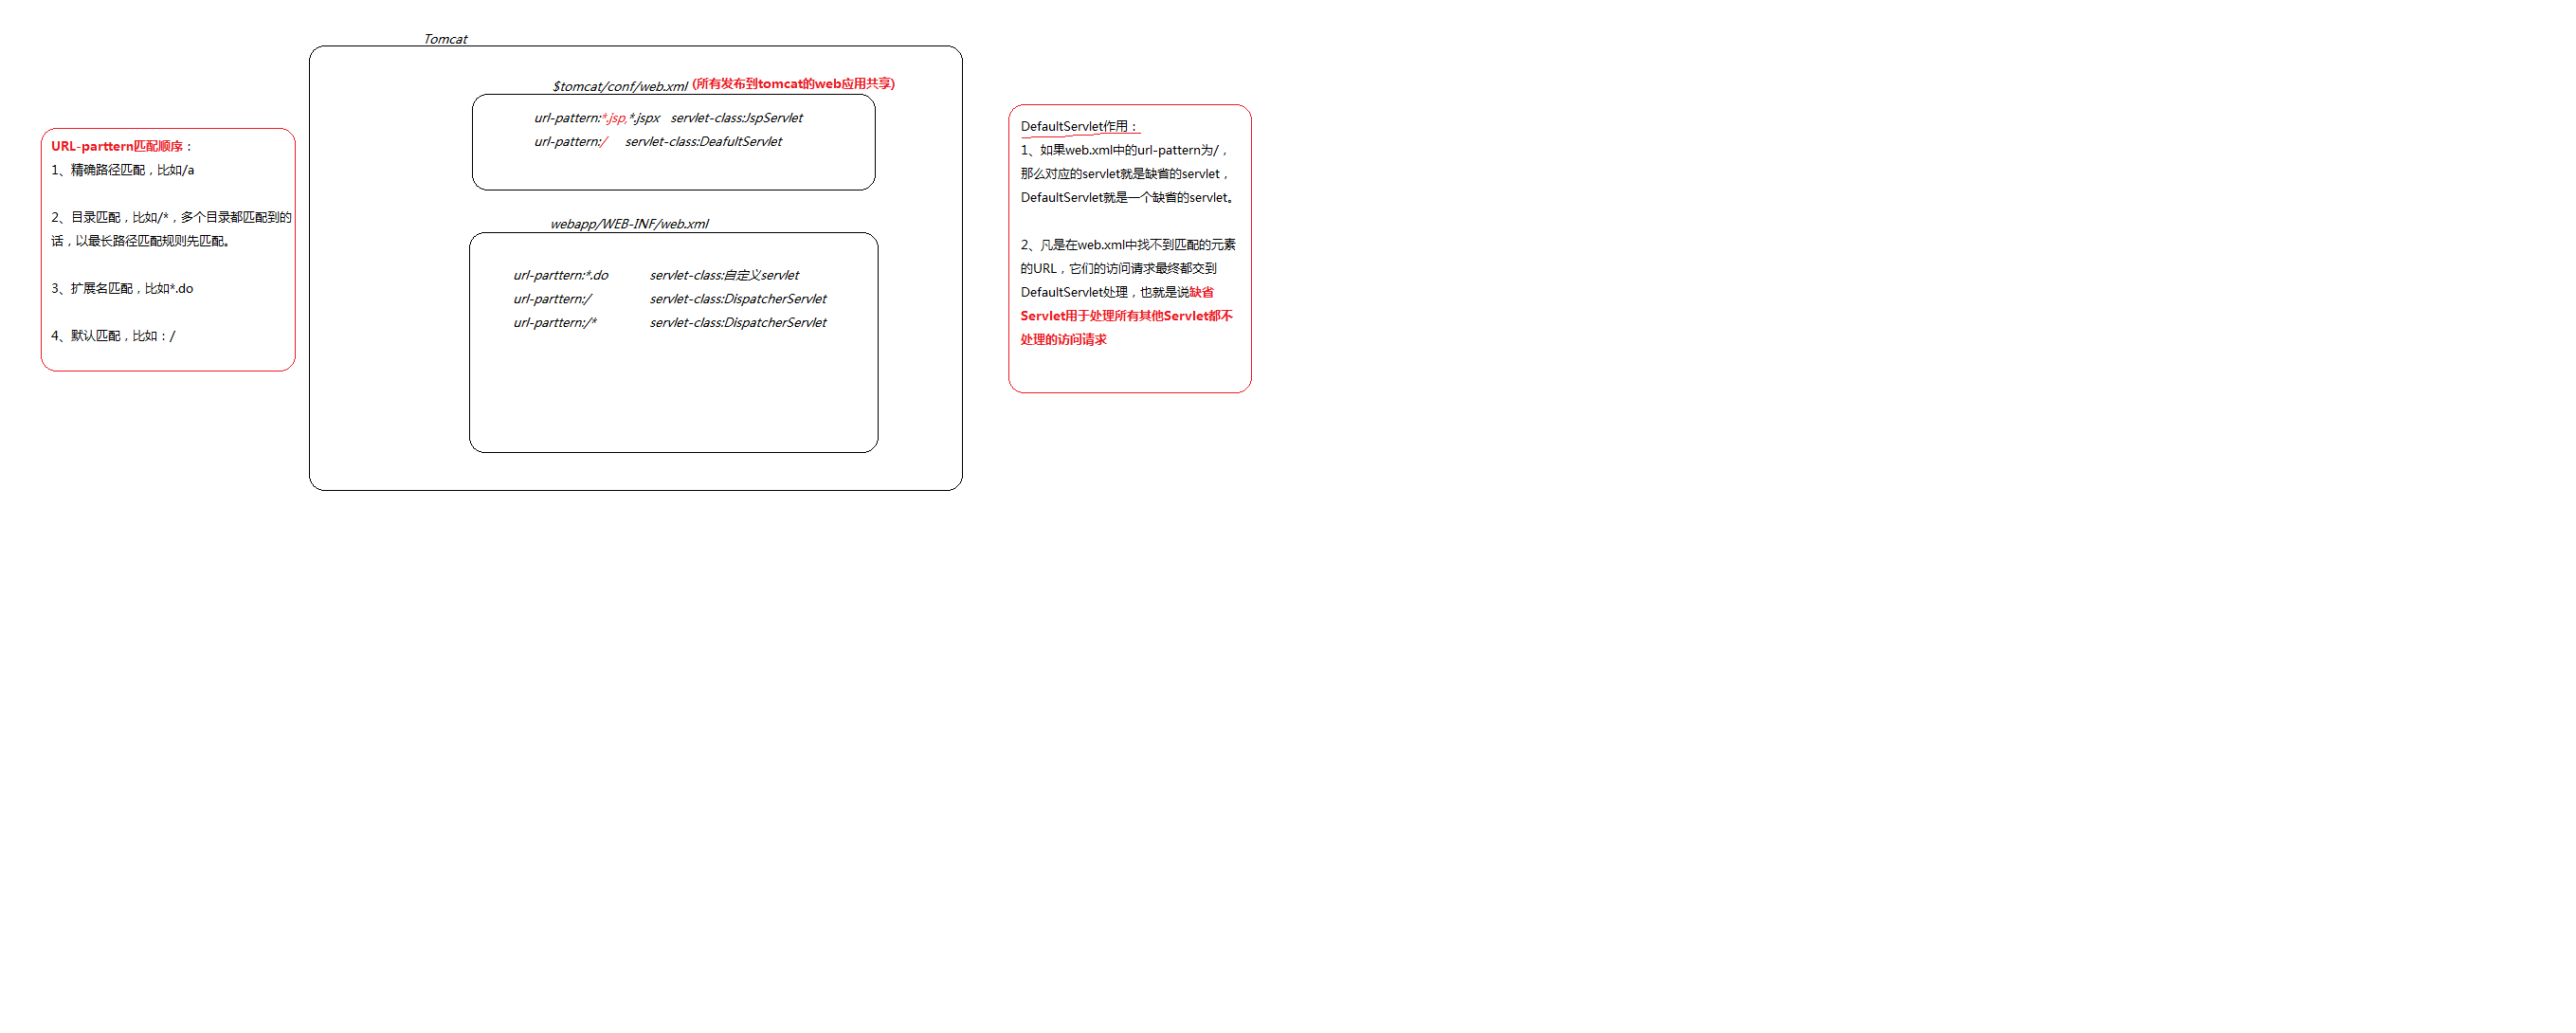 Tomcat
$tomcat/conf/web.xml (所有发布到tomcat的web应用共享)
url-pattern:*.jsp,*.jspx servlet-class:JspServlet
url-pattern:/ servlet-class:DeafultServlet
webapp/WEB-INF/web.xml
url-parttern:*.do servlet-class:自定义servlet
url-parttern:/ servlet-class:DispatcherServlet
url-parttern:/* servlet-class:DispatcherServlet
URL-parttern匹配顺序：
1、精确路径匹配，比如/a
2、目录匹配，比如/*，多个目录都匹配到的
话，以最长路径匹配规则先匹配。
3、扩展名匹配，比如*.do
4、默认匹配，比如：/
DefaultServlet作用：
1、如果web.xml中的url-pattern为/，
那么对应的servlet就是缺省的servlet，
DefaultServlet就是一个缺省的servlet。
2、凡是在web.xml中找不到匹配的元素
的URL，它们的访问请求最终都交到
DefaultServlet处理，也就是说缺省
Servlet用于处理所有其他Servlet都不
处理的访问请求